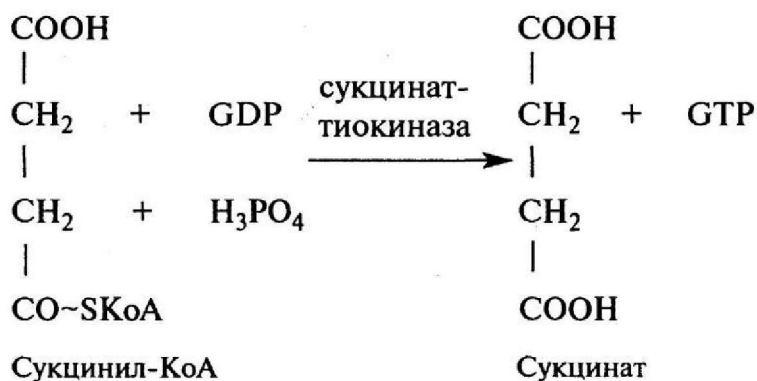 COOH COOH
|
|
CH₂ + GDP сукцинат-тиокиназа CH₂ + GTP
|
|
CH₂ + H₃PO₄ CH₂
|
|
CO~SKoA COOH
Сукцинил-КоА Сукцинат